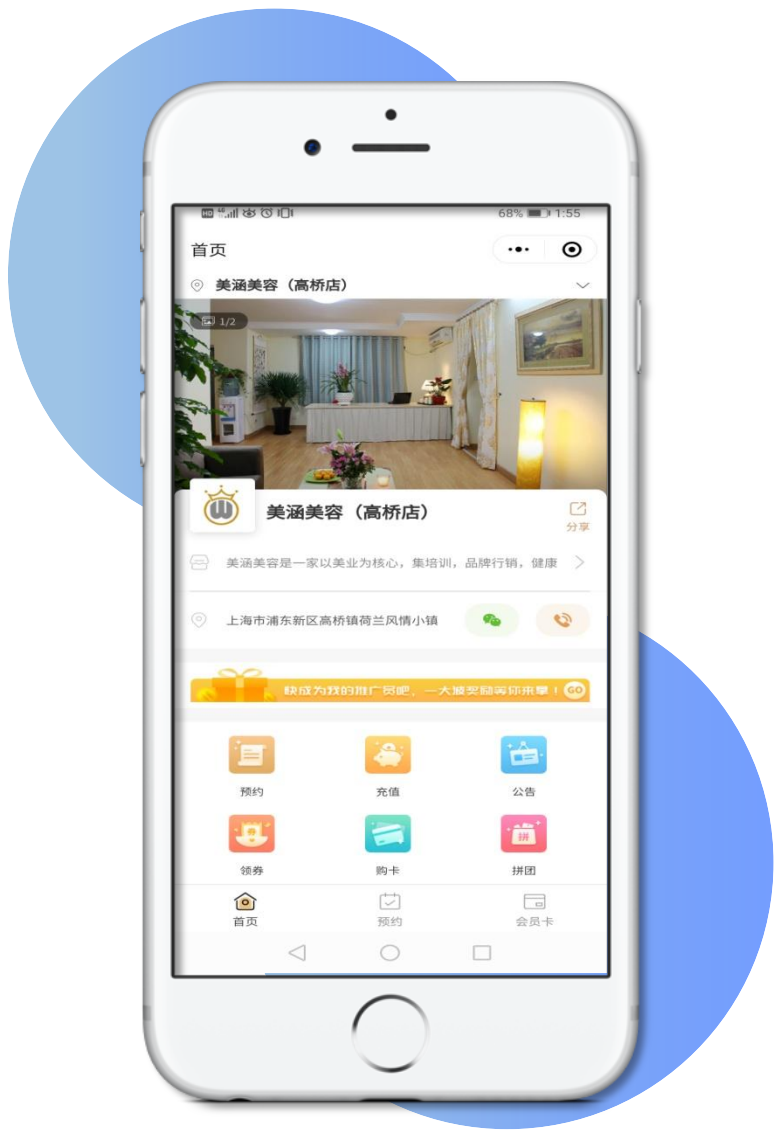 HD 68% 1:55
首页
美涵美容（高桥店）
1/2
W
美涵美容（高桥店）
分享
美涵美容是一家以美业为核心，集培训，品牌行销，健康
上海市浦东新区高桥镇荷兰风情小镇
快成为我的推广员吧，一大波奖励等你来拿！ GO
预约 充值 公告
券 拼
领券 购卡 拼团
首页 预约 会员卡